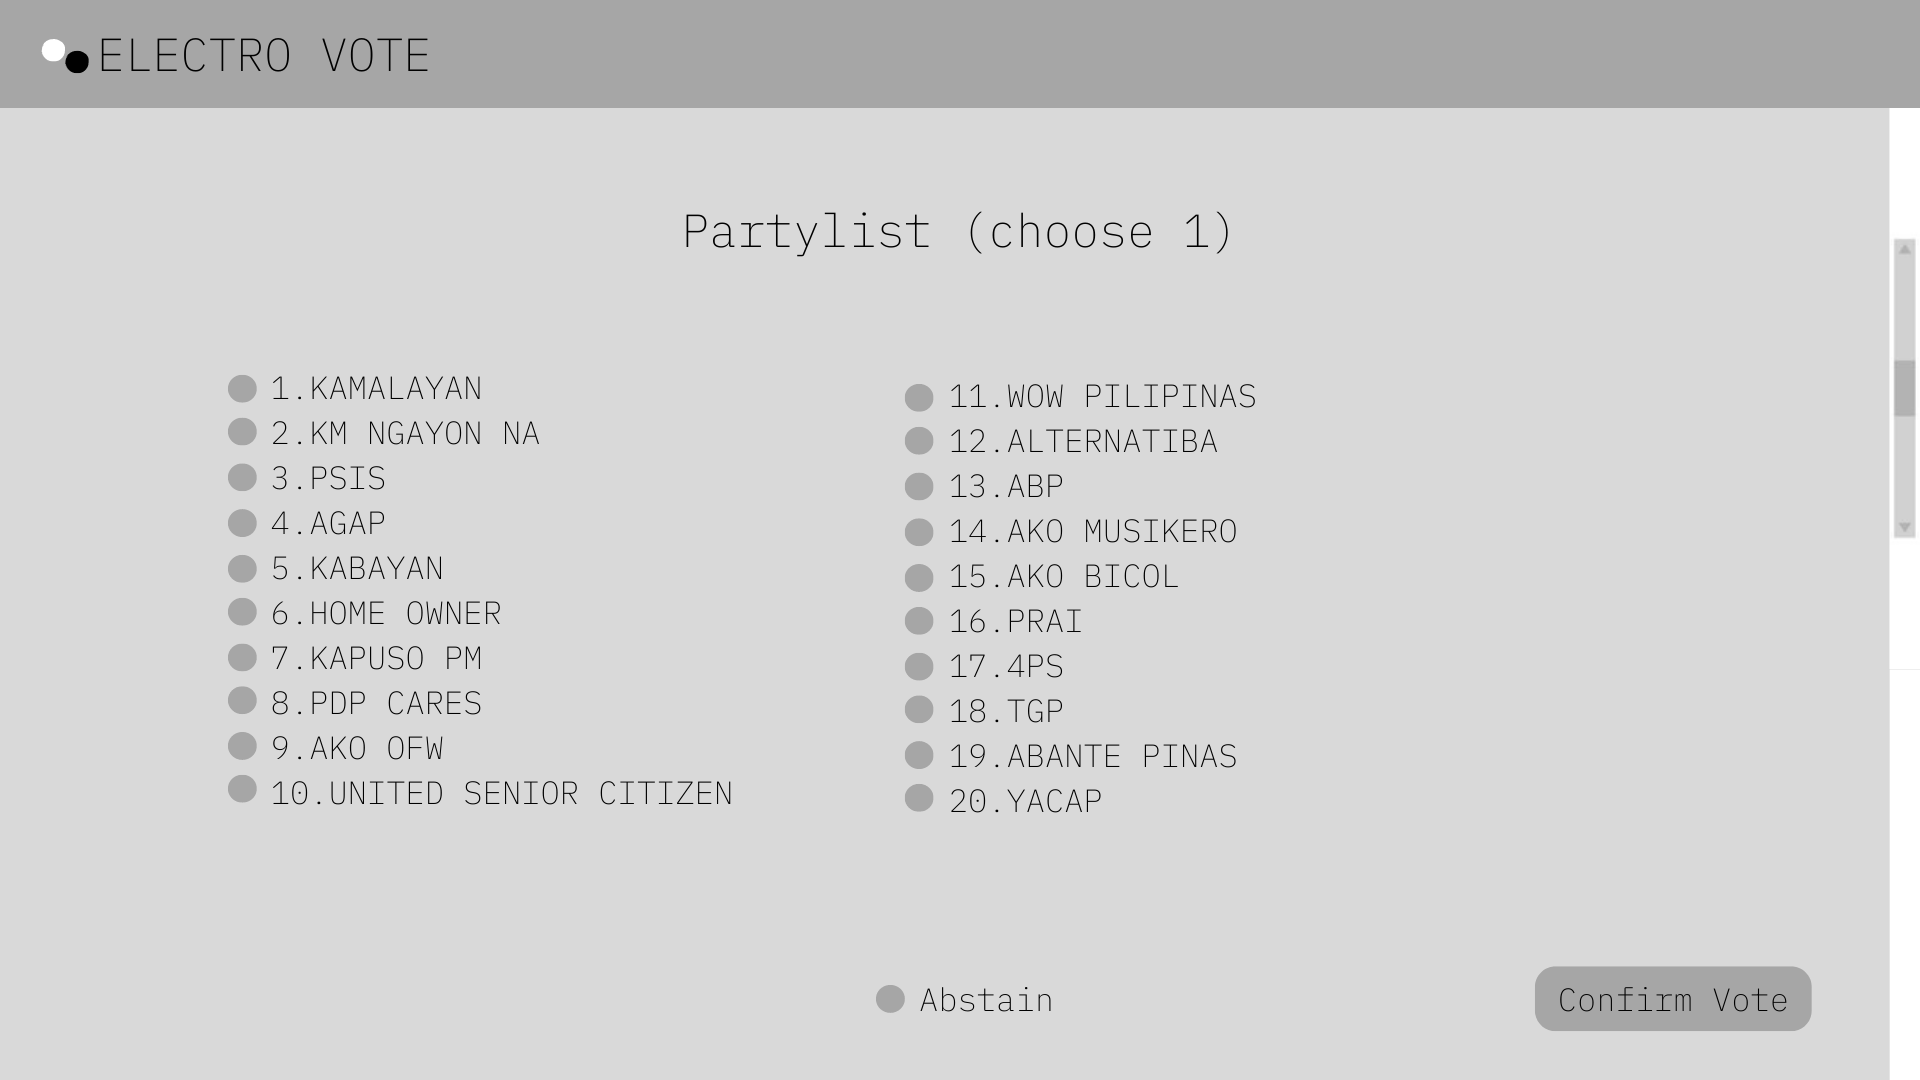 ELECTRO VOTE
Partylist (choose 1)
1.KAMALAYAN
2.KM NGAYON NA
3.PSIS
4.AGAP
5.KABAYAN
6.HOME OWNER
7.KAPUSO PM
8.PDP CARES
9.AKO OFW
10.UNITED SENIOR CITIZEN
11.WOW PILIPINAS
12.ALTERNATIBA
13.ABP
14.AKO MUSIKERO
15.AKO BICOL
16.PRAI
17.4PS
18.TGP
19.ABANTE PINAS
20.YACAP
Abstain
Confirm Vote